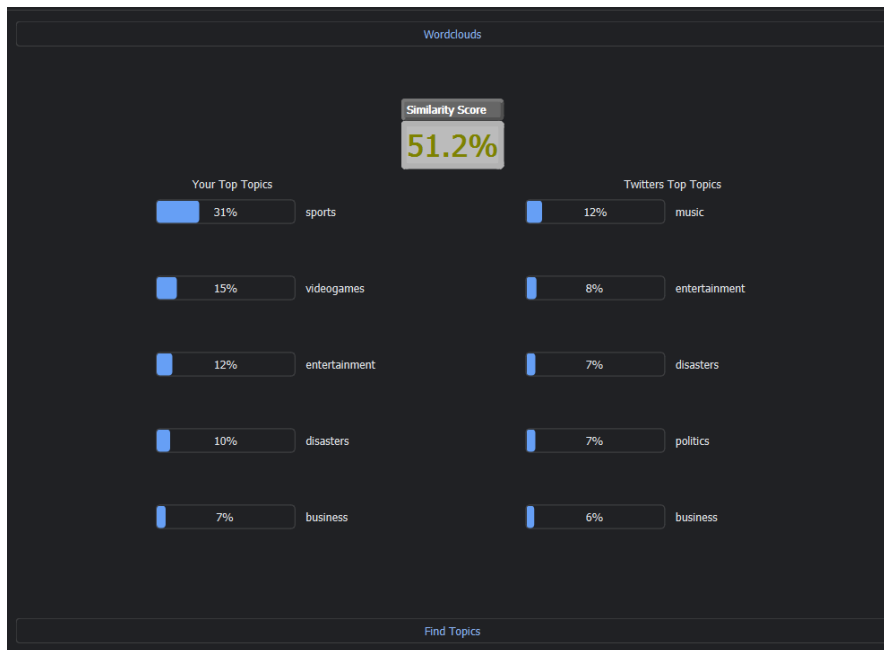 Wordclouds
Similarity Score
51.2%
Your Top Topics
31% sports
15% videogames
12% entertainment
10% disasters
7% business
Twitters Top Topics
12% music
8% entertainment
7% disasters
7% politics
6% business
Find Topics